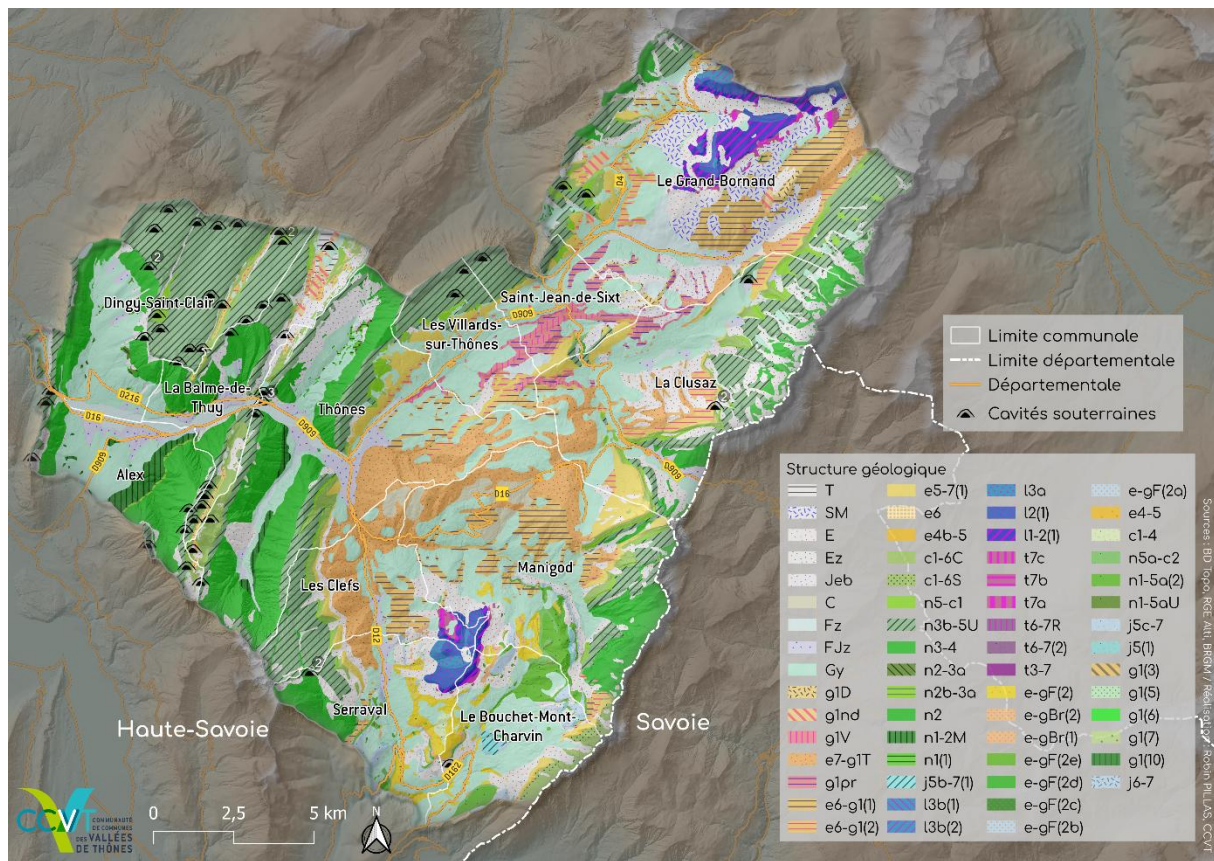 D4
Le Grand-Bornand
2
2
Dingy-Saint-Clair
Saint-Jean-de-Sixt
D909
Les Villards-
sur-Thônes
La Clusaz
2
La Balme-de-
Thuy
3
Thônes
D216
D16
D909
D909
Alex
D909
D16
Manigod
Les Clefs
D12
2
Serraval
Le Bouchet-Mont-
Charvin
D162
Haute-Savoie
Savoie
Limite communale
Limite départementale
Départementale
Cavités souterraines
Structure géologique
T
SM
E
Ez
Jeb
C
Fz
FJz
Gy
g1D
g1nd
g1V
e7-g1T
g1pr
e6-g1(1)
e6-g1(2)
e5-7(1)
e6
e4b-5
c1-6C
c1-6S
n5-c1
n3b-5U
n3-4
n2-3a
n2b-3a
n2
n1-2M
n1(1)
j5b-7(1)
l3b(1)
l3b(2)
l3a
l2(1)
l1-2(1)
t7c
t7b
t7a
t6-7R
t6-7(2)
t3-7
e-gF(2)
e-gBr(2)
e-gBr(1)
e-gF(2e)
e-gF(2d)
e-gF(2c)
e-gF(2b)
e-gF(2a)
e4-5
c1-4
n5a-c2
n1-5a(2)
n1-5aU
j5c-7
j5(1)
g1(3)
g1(5)
g1(6)
g1(7)
g1(10)
j6-7
Sources : BD Topo, RGE Alti, BRGM / Réalisation : Robin PILLAS, CCVT
CCVT
COMMUNAUTÉ
DE COMMUNES
DES VALLÉES
DE THÔNES
0 2,5 5 km
N